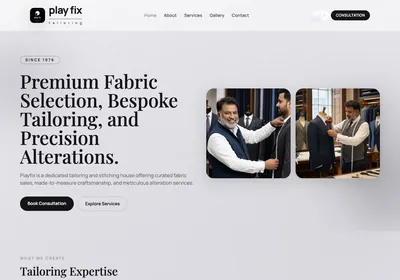 play fix
tailoring
Home
About
Services
Gallery
Contact
CONSULTATION
SINCE 1976
Premium Fabric
Selection, Bespoke
Tailoring, and
Precision
Alterations.
Playfix is a dedicated tailoring and stitching house offering curated fabric
sales, made-to-measure craftsmanship, and meticulous alteration services.
Book Consultation
Explore Services
WHAT WE CREATE
Tailoring Expertise